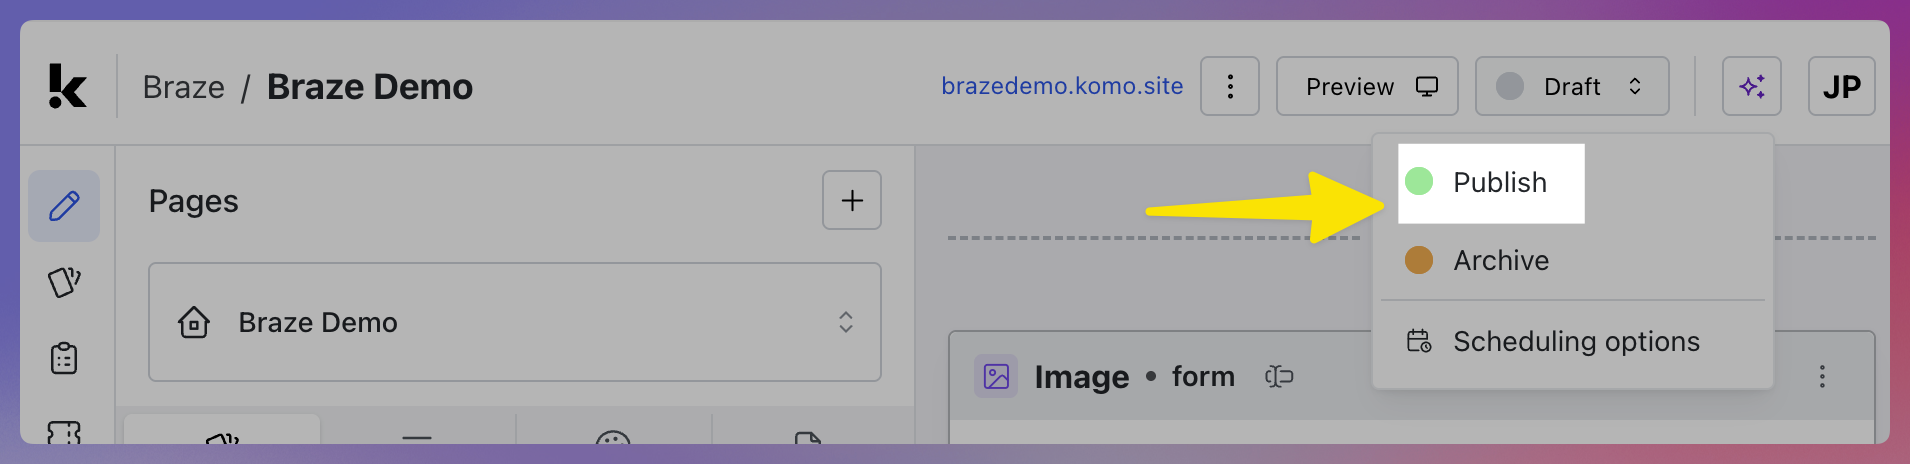 Braze / Braze Demo
brazedemo.komo.site
Preview
Draft
JP
Pages
Publish
Archive
Scheduling options
Braze Demo
Image • form